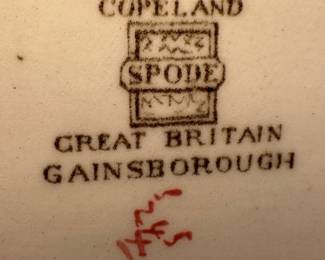 COPELAND
SPODE
GREAT BRITAIN
GAINSBOROUGH